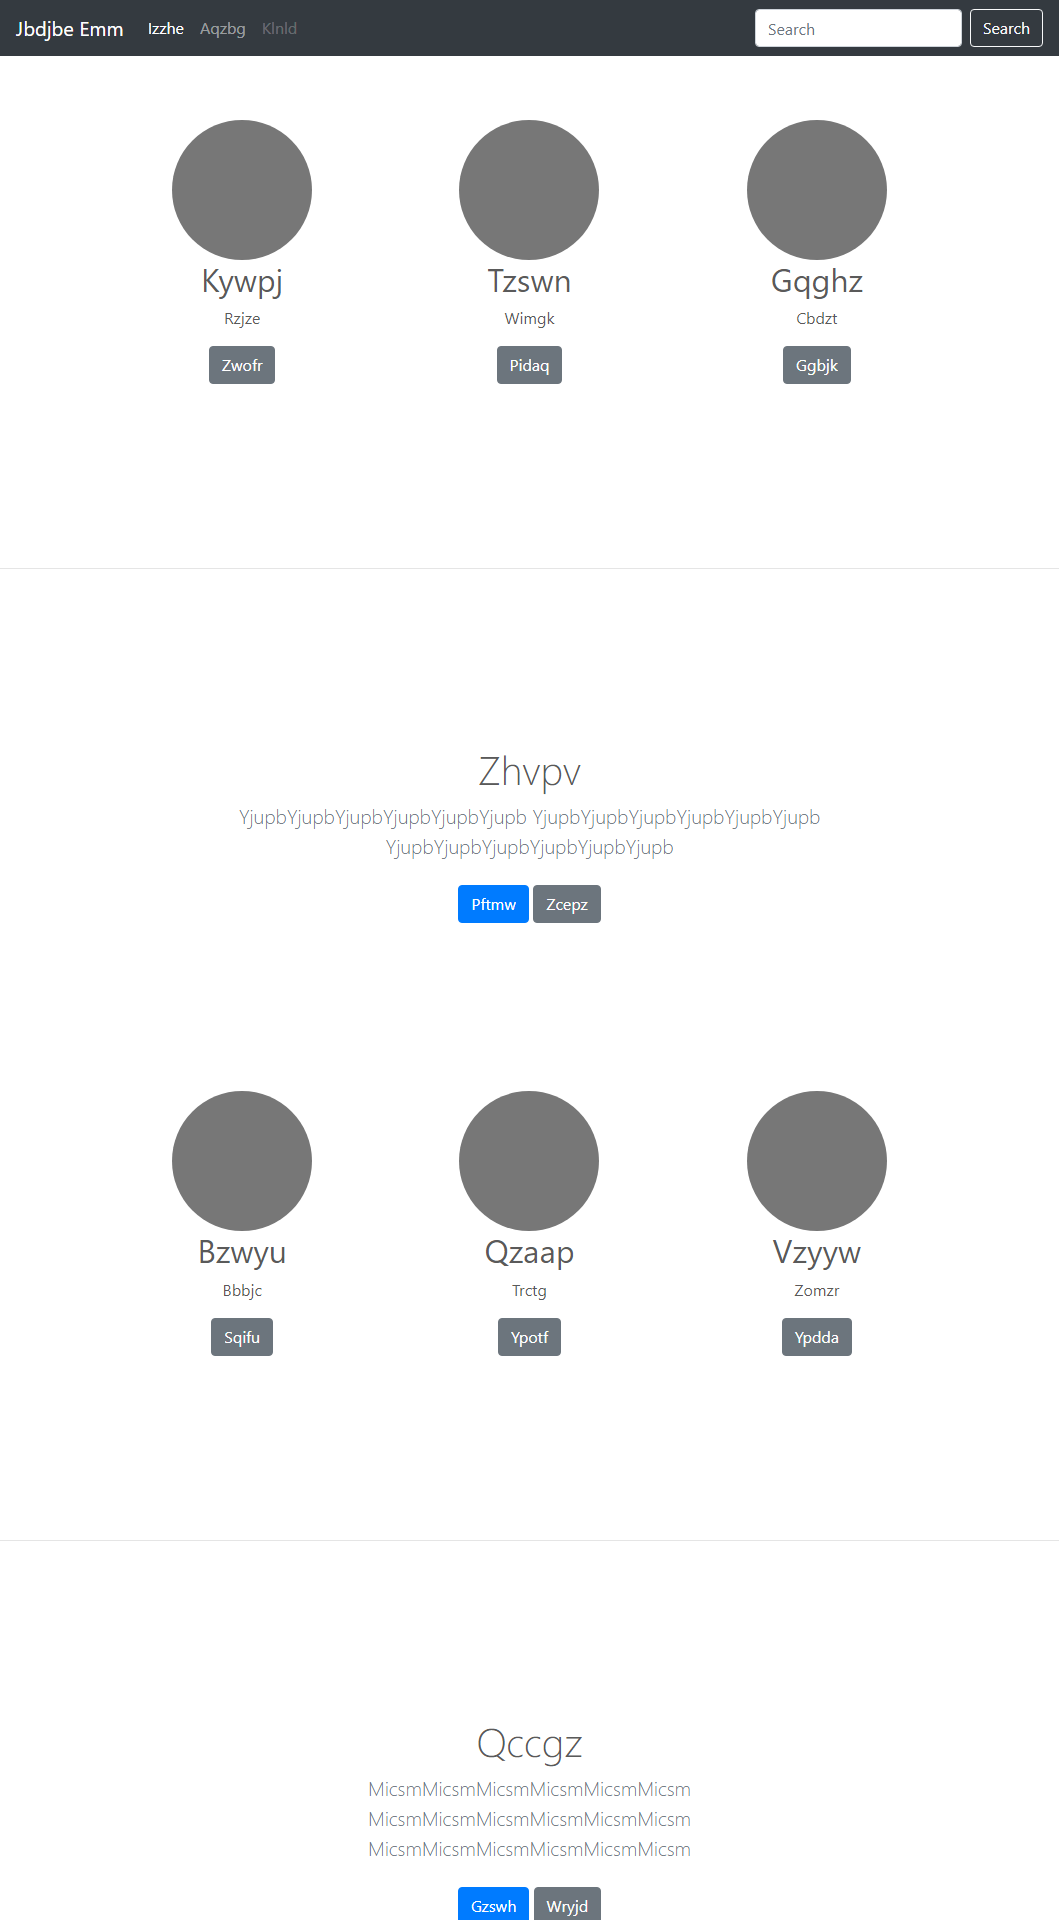 Jbdjbe Emm Izzhe Aqzbg Klnld Search Search
Kywpj Tzswn Gqghz
Rzjze Wimgk Cbdzt
Zwofr Pidaq Ggbjk
Zhvpv
YjupbYjupbYjupbYjupbYjupbYjupb YjupbYjupbYjupbYjupbYjupbYjupb
YjupbYjupbYjupbYjupbYjupbYjupb
Pftmw Zcepz
Bzwyu Qzaap Vzyyw
Bbbjc Trctg Zomzr
Sqifu Ypotf Ypdda
Qccgz
MicsmMicsmMicsmMicsmMicsmMicsm
MicsmMicsmMicsmMicsmMicsmMicsm
MicsmMicsmMicsmMicsmMicsmMicsm
Gzswh Wryjd